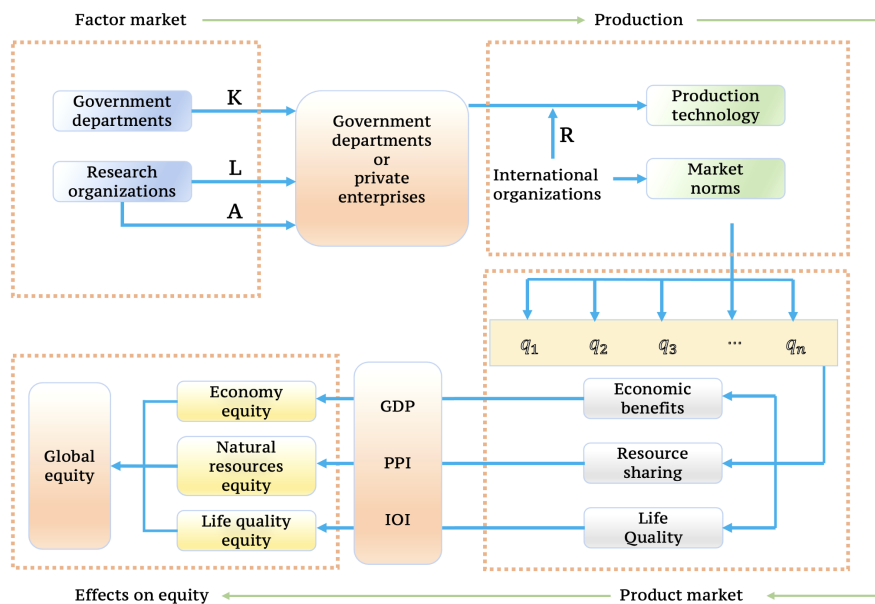 Factor market
Production
Government
departments
K
Research
organizations
L
A
Government
departments
or
private
enterprises
Production
technology
R
International
organizations
Market
norms
q1 q2 q3 ... qn
Economic
benefits
Resource
sharing
Life
Quality
GDP
PPI
IOI
Economy
equity
Natural
resources
equity
Life quality
equity
Global
equity
Effects on equity
Product market